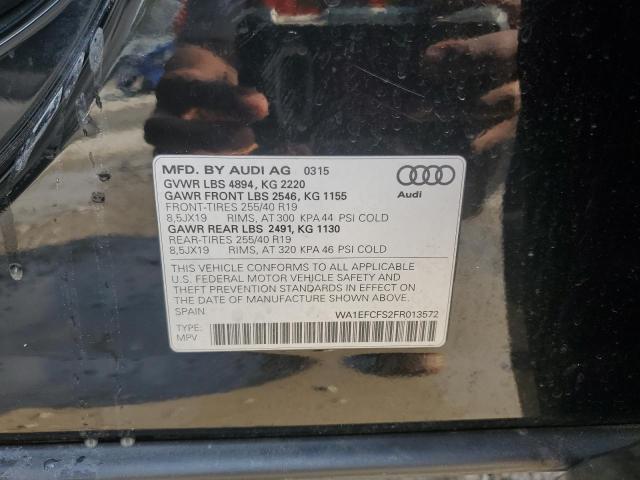 MFD. BY AUDI AG 0315
GVWR LBS 4894, KG 2220
GAWR FRONT LBS 2546, KG 1155
FRONT-TIRES 255/40 R19
8,5JX19 RIMS, AT 300 KPA 44 PSI COLD
GAWR REAR LBS 2491, KG 1130
REAR-TIRES 255/40 R19
8,5JX19 RIMS, AT 320 KPA 46 PSI COLD
Audi
THIS VEHICLE CONFORMS TO ALL APPLICABLE
U.S. FEDERAL MOTOR VEHICLE SAFETY AND
THEFT PREVENTION STANDARDS IN EFFECT
ON THE DATE OF MANUFACTURE SHOWN ABOVE.
SPAIN
WA1EFCFS2FR013572
TYPE:
MPV